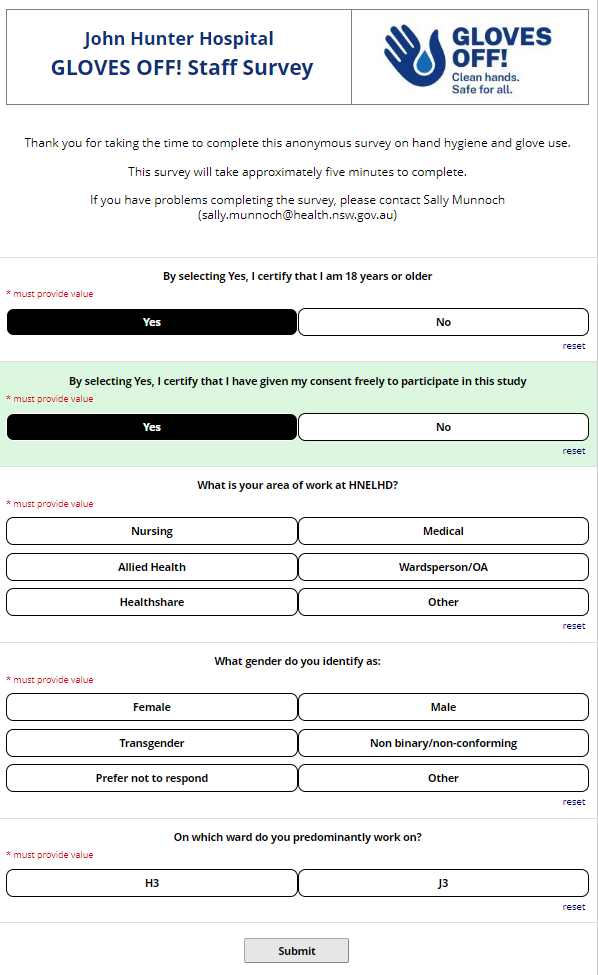 John Hunter Hospital
GLOVES OFF! Staff Survey
GLOVES
OFF!
Clean hands.
Safe for all.
Thank you for taking the time to complete this anonymous survey on hand hygiene and glove use.
This survey will take approximately five minutes to complete.
If you have problems completing the survey, please contact Sally Munnoch
(sally.munnoch@health.nsw.gov.au)
By selecting Yes, I certify that I am 18 years or older
* must provide value
Yes No
reset
By selecting Yes, I certify that I have given my consent freely to participate in this study
* must provide value
Yes No
reset
What is your area of work at HNELHD?
* must provide value
Nursing Medical
Allied Health Wardsperson/OA
Healthshare Other
reset
What gender do you identify as:
* must provide value
Female Male
Transgender Non binary/non-conforming
Prefer not to respond Other
reset
On which ward do you predominantly work on?
* must provide value
H3 J3
reset
Submit